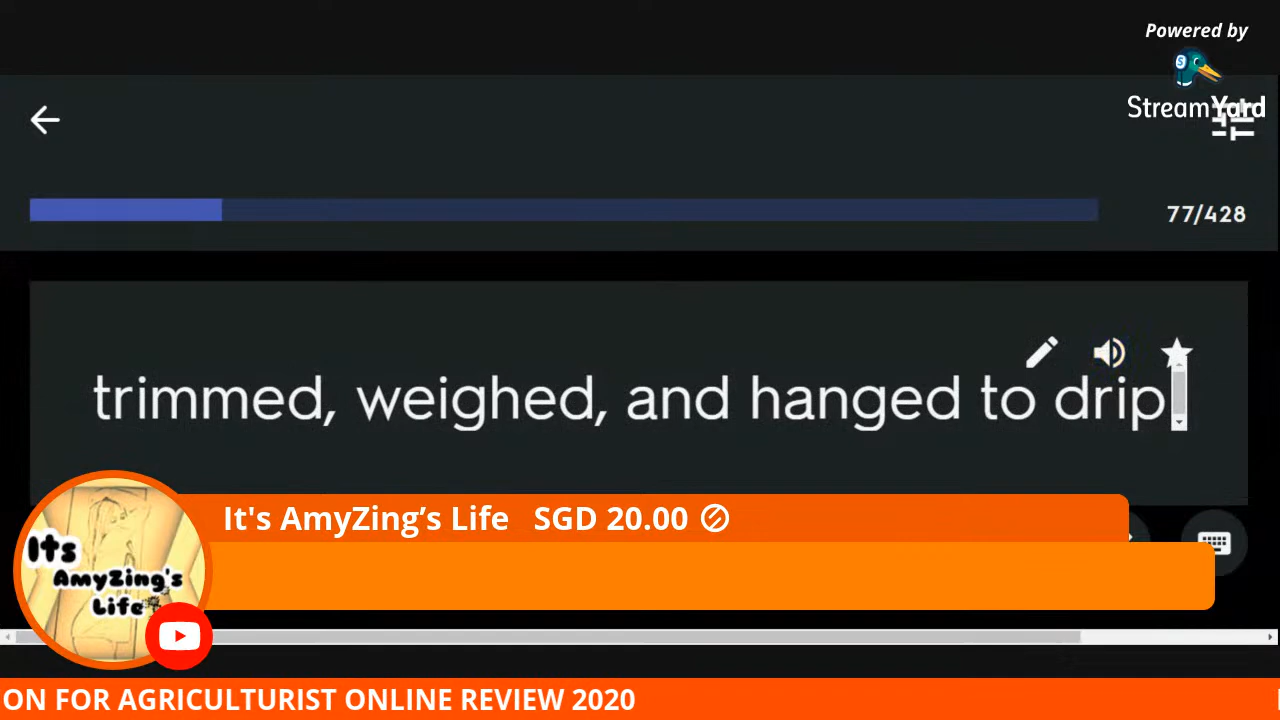 Powered by
StreamYard
77/428
trimmed, weighed, and hanged to drip
It's AmyZing’s Life SGD 20.00
Its
AmyZing's
Life
ON FOR AGRICULTURIST ONLINE REVIEW 2020